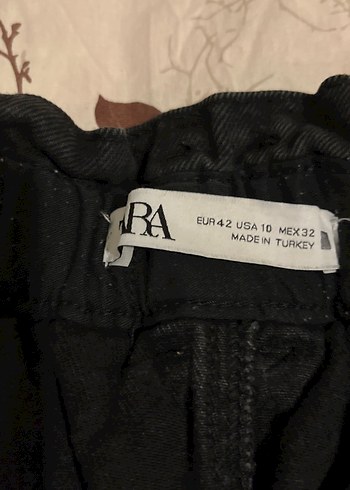 RA
EUR 42 USA 10 MEX 32
MADE IN TURKEY